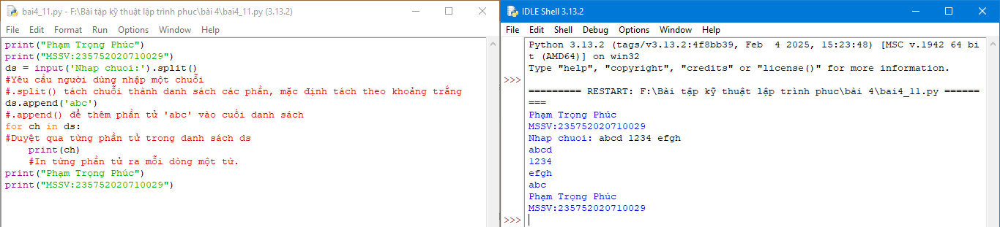 bai4_11.py - F:\Bài tập kỹ thuật lập trình phuc\bài 4\bai4_11.py (3.13.2)
File Edit Format Run Options Window Help
print("Phạm Trọng Phúc")
print("MSSV:235752020710029")
ds = input('Nhap chuoi:').split()
#Yêu cầu người dùng nhập một chuỗi
#.split() tách chuỗi thành danh sách các phần, mặc định tách theo khoảng trắng
ds.append('abc')
#.append() để thêm phần tử 'abc' vào cuối danh sách
for ch in ds:
#Duyệt qua từng phần tử trong danh sách ds
    print(ch)
    #In từng phần tử ra mỗi dòng một từ.
print("Phạm Trọng Phúc")
print("MSSV:235752020710029")
IDLE Shell 3.13.2
File Edit Shell Debug Options Window Help
Python 3.13.2 (tags/v3.13.2:4f8bb39, Feb  4 2025, 15:23:48) [MSC v.1942 64 bi
t (AMD64)] on win32
Type "help", "copyright", "credits" or "license()" for more information.
>>>
========= RESTART: F:\Bài tập kỹ thuật lập trình phuc\bài 4\bai4_11.py ======
===
Phạm Trọng Phúc
MSSV:235752020710029
Nhap chuoi: abcd 1234 efgh
abcd
1234
efgh
abc
Phạm Trọng Phúc
MSSV:235752020710029
>>>